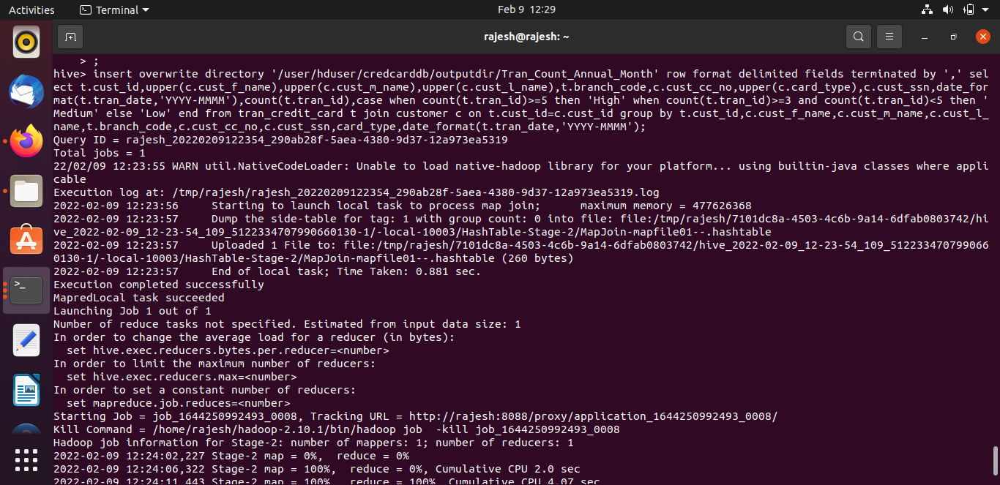 Activities
Terminal
Feb 9 12:29
rajesh@rajesh: ~
    > ;
hive> insert overwrite directory '/user/hduser/credcarddb/outputdir/Tran_Count_Annual_Month' row format delimited fields terminated by ',' sel
ect t.cust_id,upper(c.cust_f_name),upper(c.cust_m_name),upper(c.cust_l_name),t.branch_code,c.cust_cc_no,upper(c.card_type),c.cust_ssn,date_for
mat(t.tran_date,'YYYY-MMMM'),count(t.tran_id),case when count(t.tran_id)>=5 then 'High' when count(t.tran_id)>=3 and count(t.tran_id)<5 then '
Medium' else 'Low' end from tran_credit_card t join customer c on t.cust_id=c.cust_id group by t.cust_id,c.cust_f_name,c.cust_m_name,c.cust_l_
name,t.branch_code,c.cust_cc_no,c.cust_ssn,card_type,date_format(t.tran_date,'YYYY-MMMM');
Query ID = rajesh_20220209122354_290ab28f-5aea-4380-9d37-12a973ea5319
Total jobs = 1
22/02/09 12:23:55 WARN util.NativeCodeLoader: Unable to load native-hadoop library for your platform... using builtin-java classes where appli
cable
Execution log at: /tmp/rajesh/rajesh_20220209122354_290ab28f-5aea-4380-9d37-12a973ea5319.log
2022-02-09 12:23:56     Starting to launch local task to process map join;      maximum memory = 477626368
2022-02-09 12:23:57     Dump the side-table for tag: 1 with group count: 0 into file: file:/tmp/rajesh/7101dc8a-4503-4c6b-9a14-6dfab0803742/hi
ve_2022-02-09_12-23-54_109_5122334707990660130-1/-local-10003/HashTable-Stage-2/MapJoin-mapfile01--.hashtable
2022-02-09 12:23:57     Uploaded 1 File to: file:/tmp/rajesh/7101dc8a-4503-4c6b-9a14-6dfab0803742/hive_2022-02-09_12-23-54_109_512233470799066
0130-1/-local-10003/HashTable-Stage-2/MapJoin-mapfile01--.hashtable (260 bytes)
2022-02-09 12:23:57     End of local task; Time Taken: 0.881 sec.
Execution completed successfully
MapredLocal task succeeded
Launching Job 1 out of 1
Number of reduce tasks not specified. Estimated from input data size: 1
In order to change the average load for a reducer (in bytes):
  set hive.exec.reducers.bytes.per.reducer=<number>
In order to limit the maximum number of reducers:
  set hive.exec.reducers.max=<number>
In order to set a constant number of reducers:
  set mapreduce.job.reduces=<number>
Starting Job = job_1644250992493_0008, Tracking URL = http://rajesh:8088/proxy/application_1644250992493_0008/
Kill Command = /home/rajesh/hadoop-2.10.1/bin/hadoop job  -kill job_1644250992493_0008
Hadoop job information for Stage-2: number of mappers: 1; number of reducers: 1
2022-02-09 12:24:02,227 Stage-2 map = 0%,  reduce = 0%
2022-02-09 12:24:06,322 Stage-2 map = 100%,  reduce = 0%, Cumulative CPU 2.0 sec
2022-02-09 12:24:11,443 Stage-2 map = 100%,  reduce = 100%, Cumulative CPU 4.07 sec